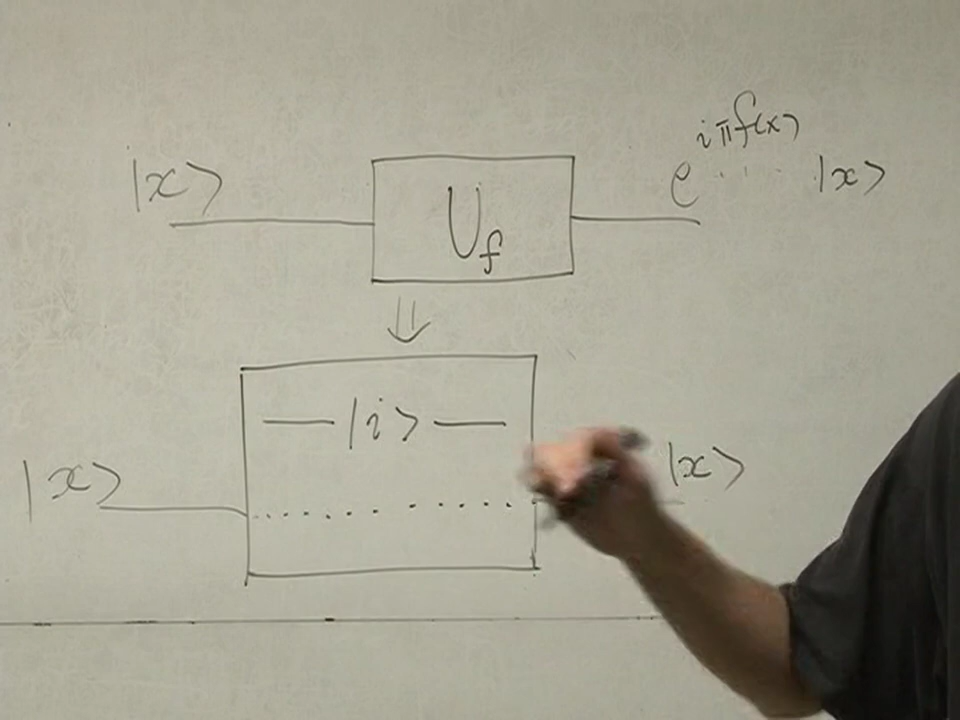 |x⟩ U_f e^{iπf(x)} ..... |x⟩
⇓
— |i⟩ —
|x⟩ ........... |x⟩